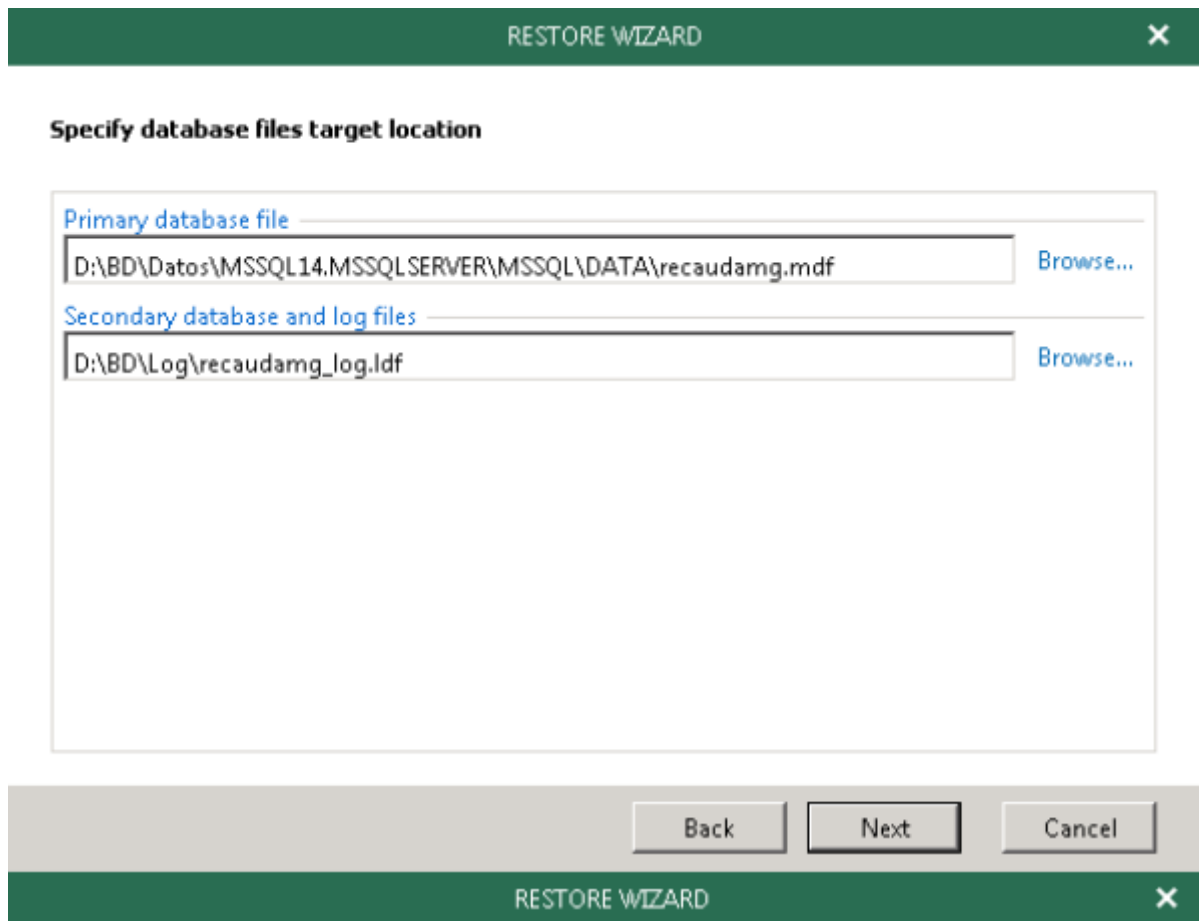 RESTORE WIZARD
Specify database files target location
Primary database file
D:\BD\Datos\MSSQL14.MSSQLSERVER\MSSQL\DATA\recaudamg.mdf
Browse...
Secondary database and log files
D:\BD\Log\recaudamg_log.ldf
Browse...
Back
Next
Cancel
RESTORE WIZARD